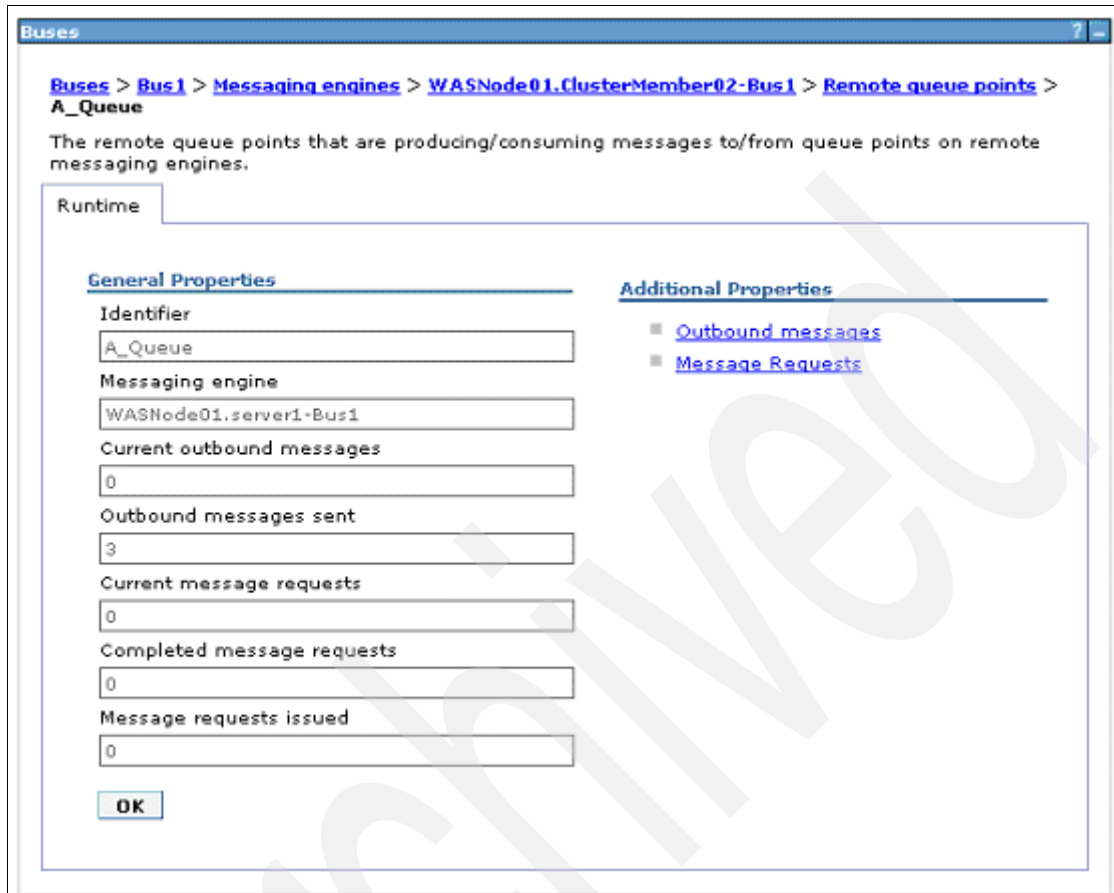 Buses
? –
Buses > Bus1 > Messaging engines > WASNode01.ClusterMember02-Bus1 > Remote queue points >
A_Queue
The remote queue points that are producing/consuming messages to/from queue points on remote
messaging engines.
Runtime
General Properties
Identifier
A_Queue
Messaging engine
WASNode01.server1-Bus1
Current outbound messages
0
Outbound messages sent
3
Current message requests
0
Completed message requests
0
Message requests issued
0
OK
Additional Properties
Outbound messages
Message Requests